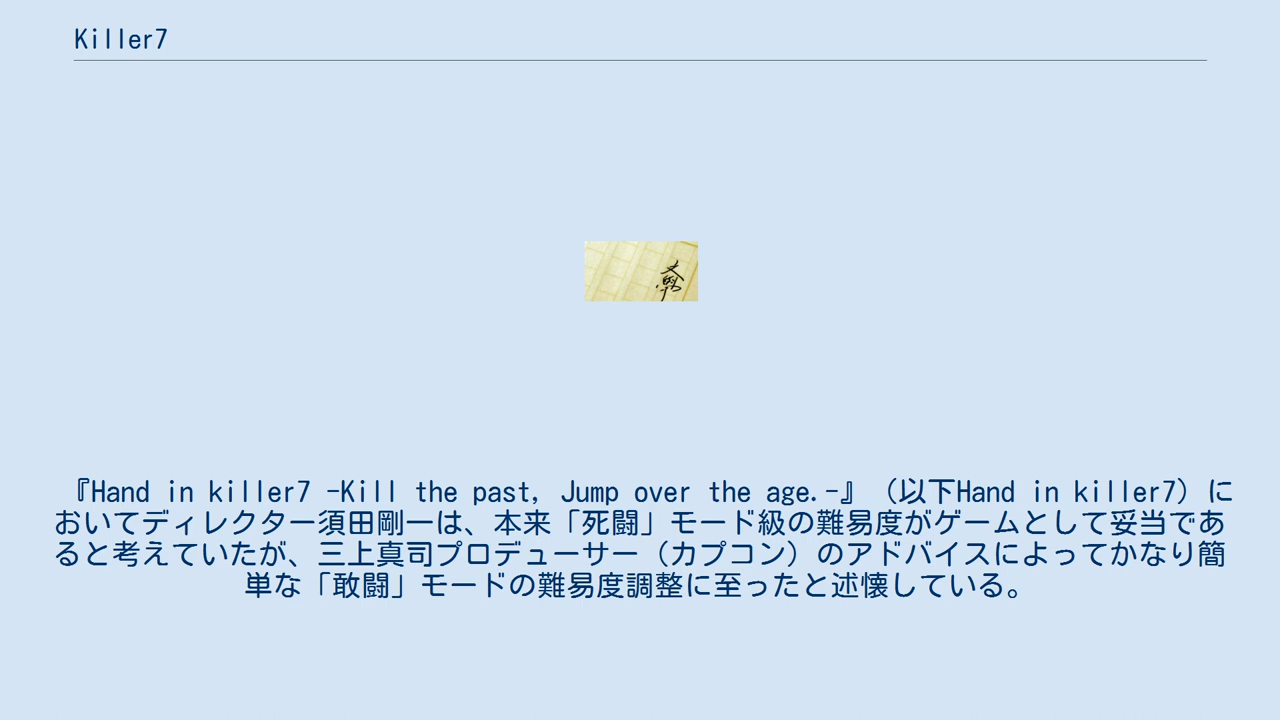 Killer7
『Hand in killer7 -Kill the past, Jump over the age.-』（以下Hand in killer7）に
おいてディレクター須田剛一は、本来「死闘」モード級の難易度がゲームとして妥当であ
ると考えていたが、三上真司プロデューサー（カプコン）のアドバイスによってかなり簡
単な「敢闘」モードの難易度調整に至ったと述懐している。